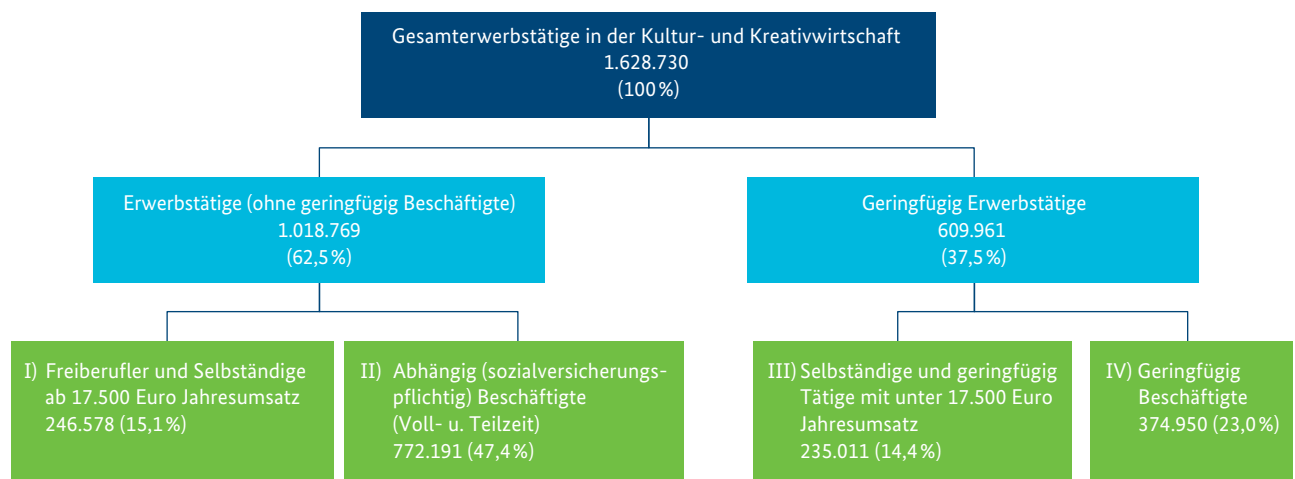 Gesamterwerbstätige in der Kultur- und Kreativwirtschaft
1.628.730
(100 %)
Erwerbstätige (ohne geringfügig Beschäftigte)
1.018.769
(62,5 %)
Geringfügig Erwerbstätige
609.961
(37,5 %)
I) Freiberufler und Selbständige
ab 17.500 Euro Jahresumsatz
246.578 (15,1 %)
II) Abhängig (sozialversicherungs-
pflichtig) Beschäftigte
(Voll- u. Teilzeit)
772.191 (47,4 %)
III) Selbständige und geringfügig
Tätige mit unter 17.500 Euro
Jahresumsatz
235.011 (14,4 %)
IV) Geringfügig
Beschäftigte
374.950 (23,0 %)